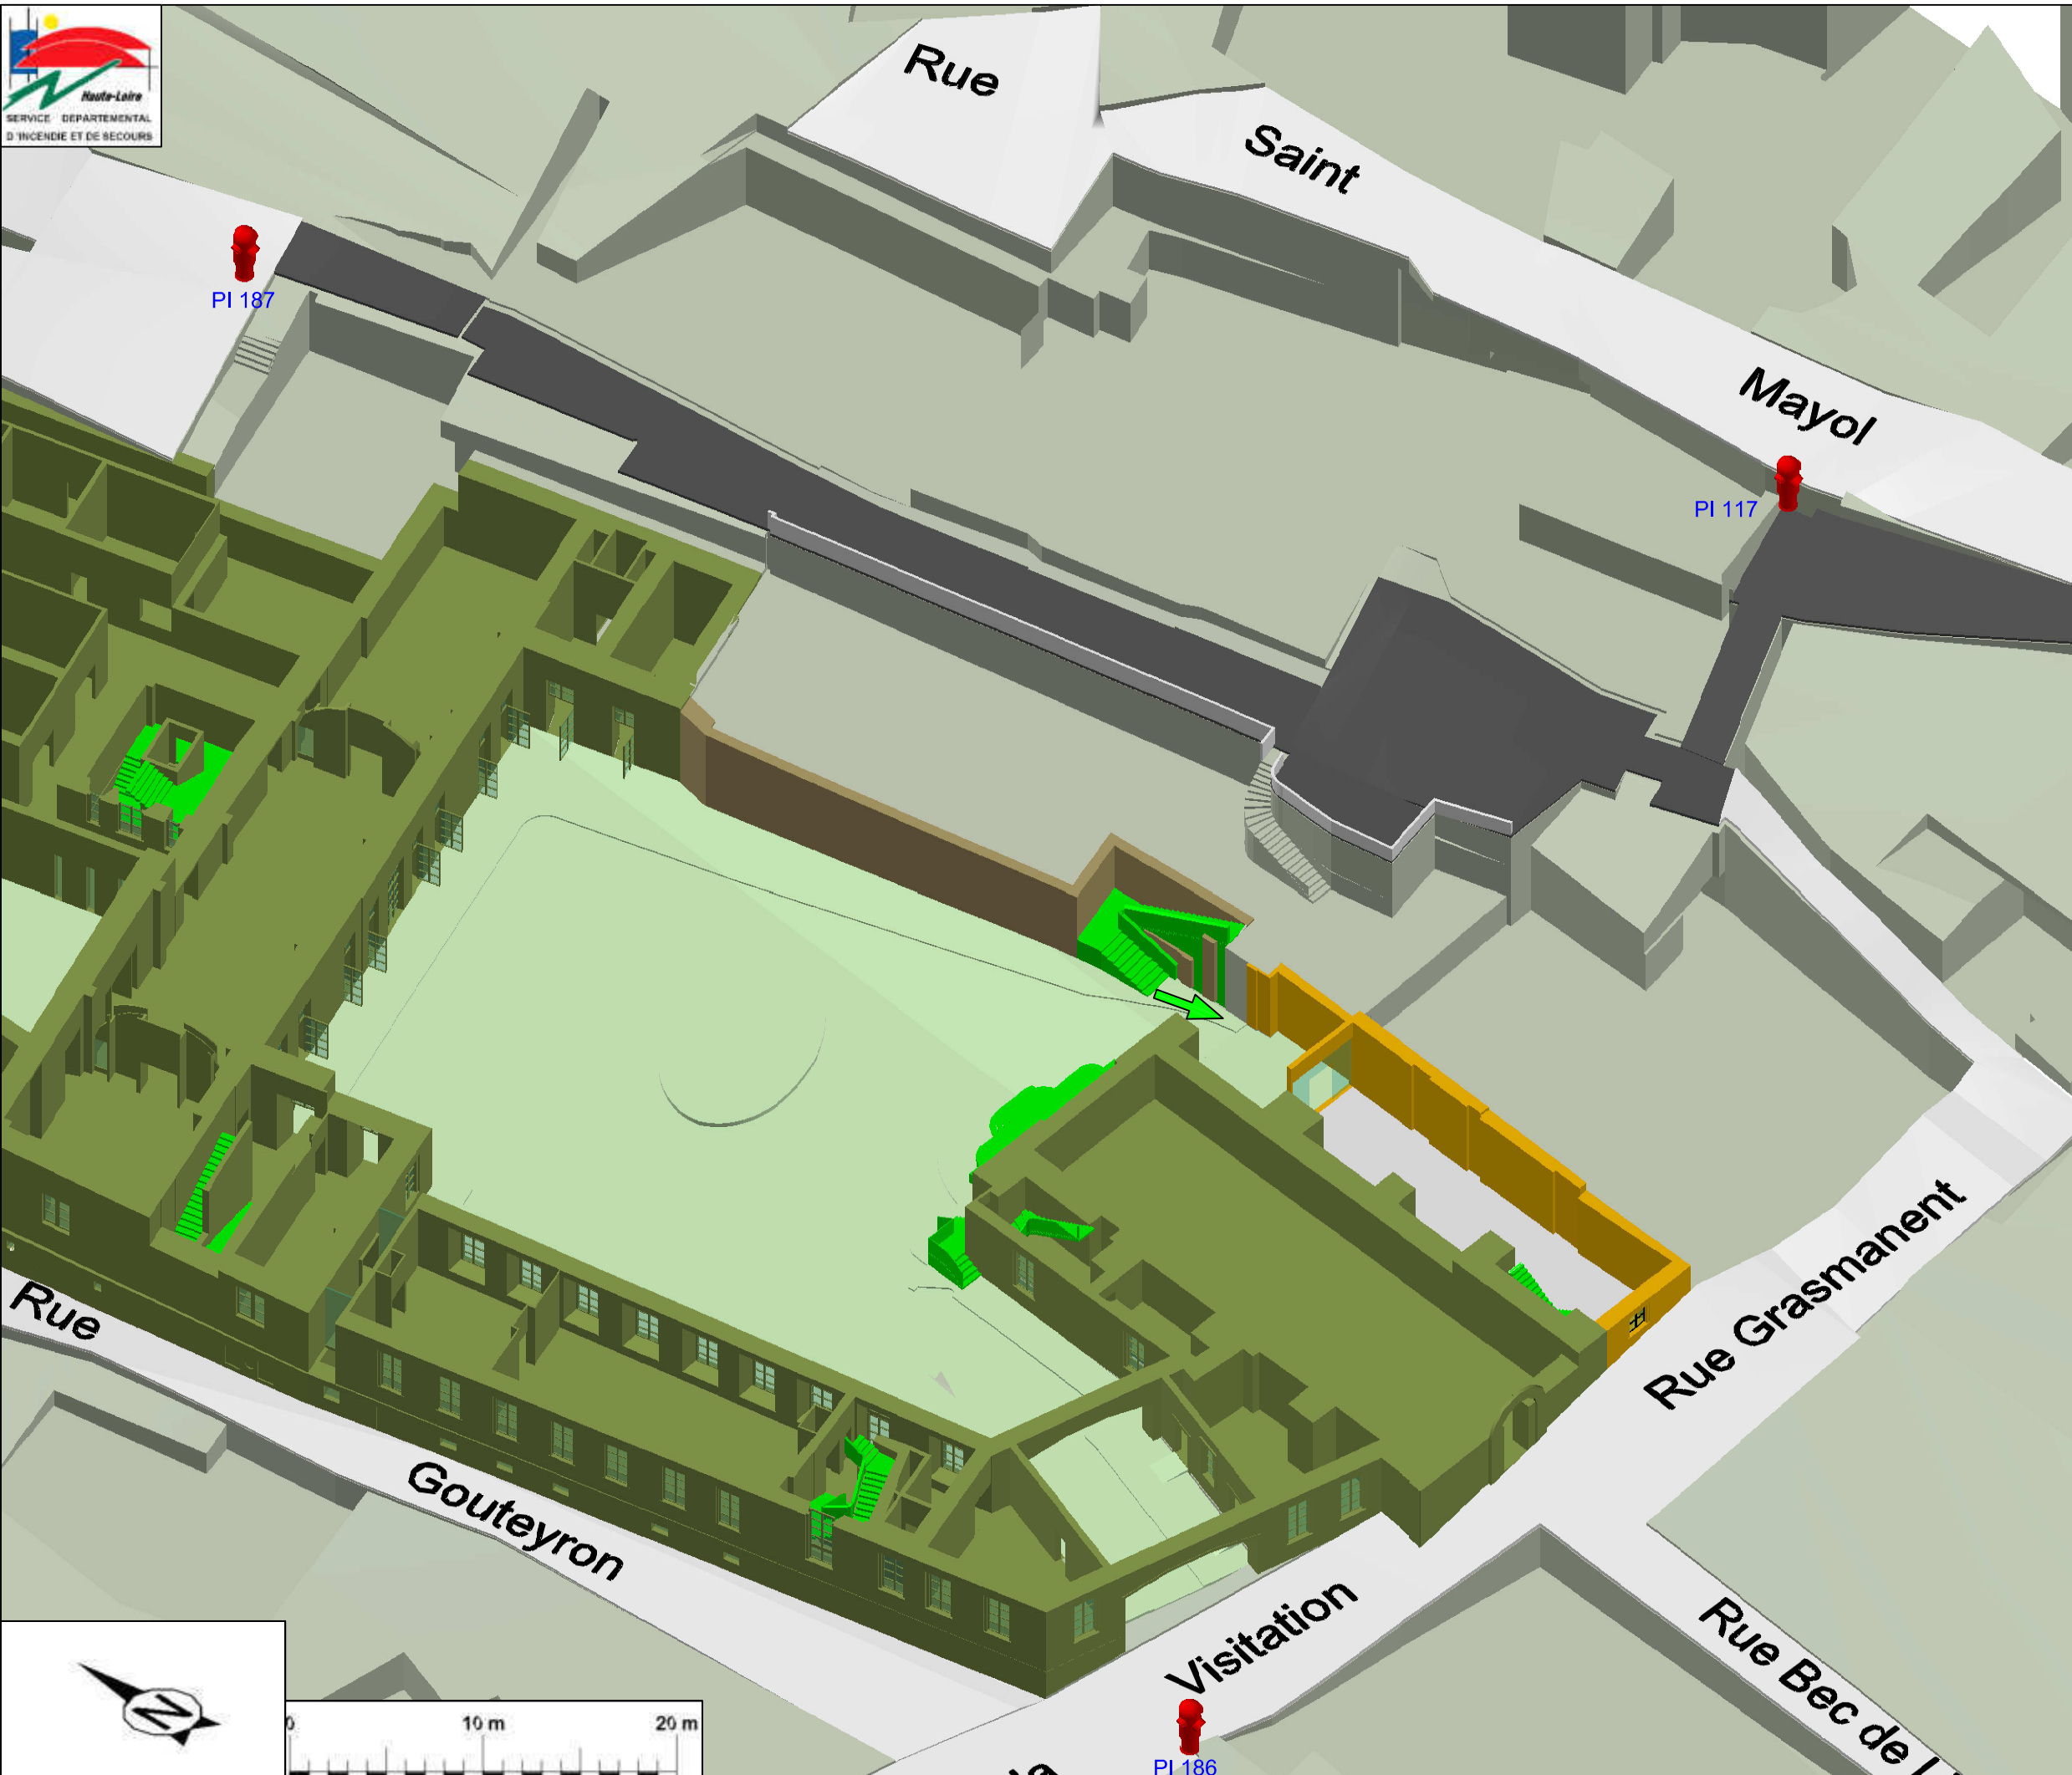 Haute-Loire
SERVICE DEPARTEMENTAL
D'INCENDIE ET DE SECOURS
Rue
Saint
Mayol
PI 187
PI 117
Rue Grasmanent
Rue
Gouteyron
Visitation
Rue Bec de
PI 186
N
0 10 m 20 m